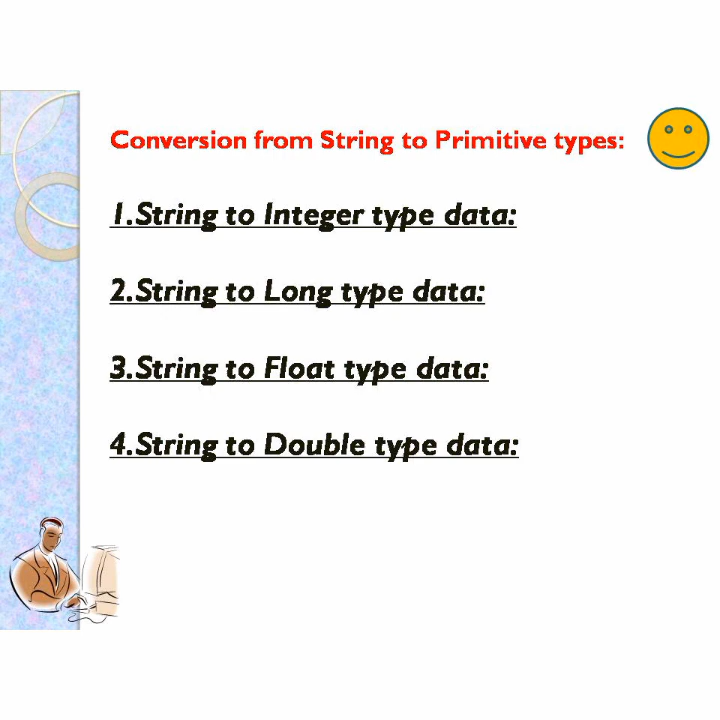 Conversion from String to Primitive types:
1.String to Integer type data:
2.String to Long type data:
3.String to Float type data:
4.String to Double type data: